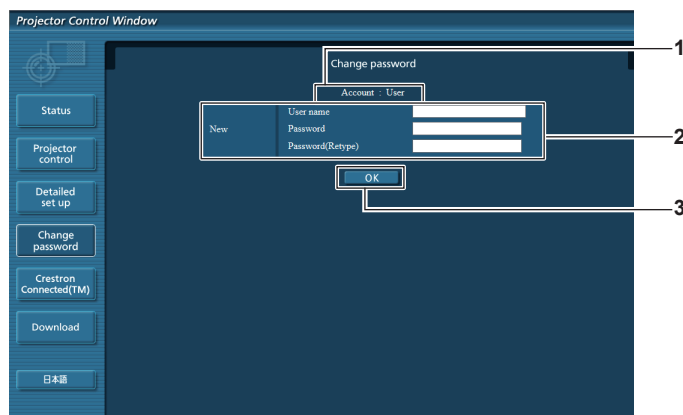 Projector Control Window
Change password
Account : User
New
User name
Password
Password(Retype)
OK
Status
Projector
control
Detailed
set up
Change
password
Crestron
Connected(TM)
Download
日本語
1
2
3